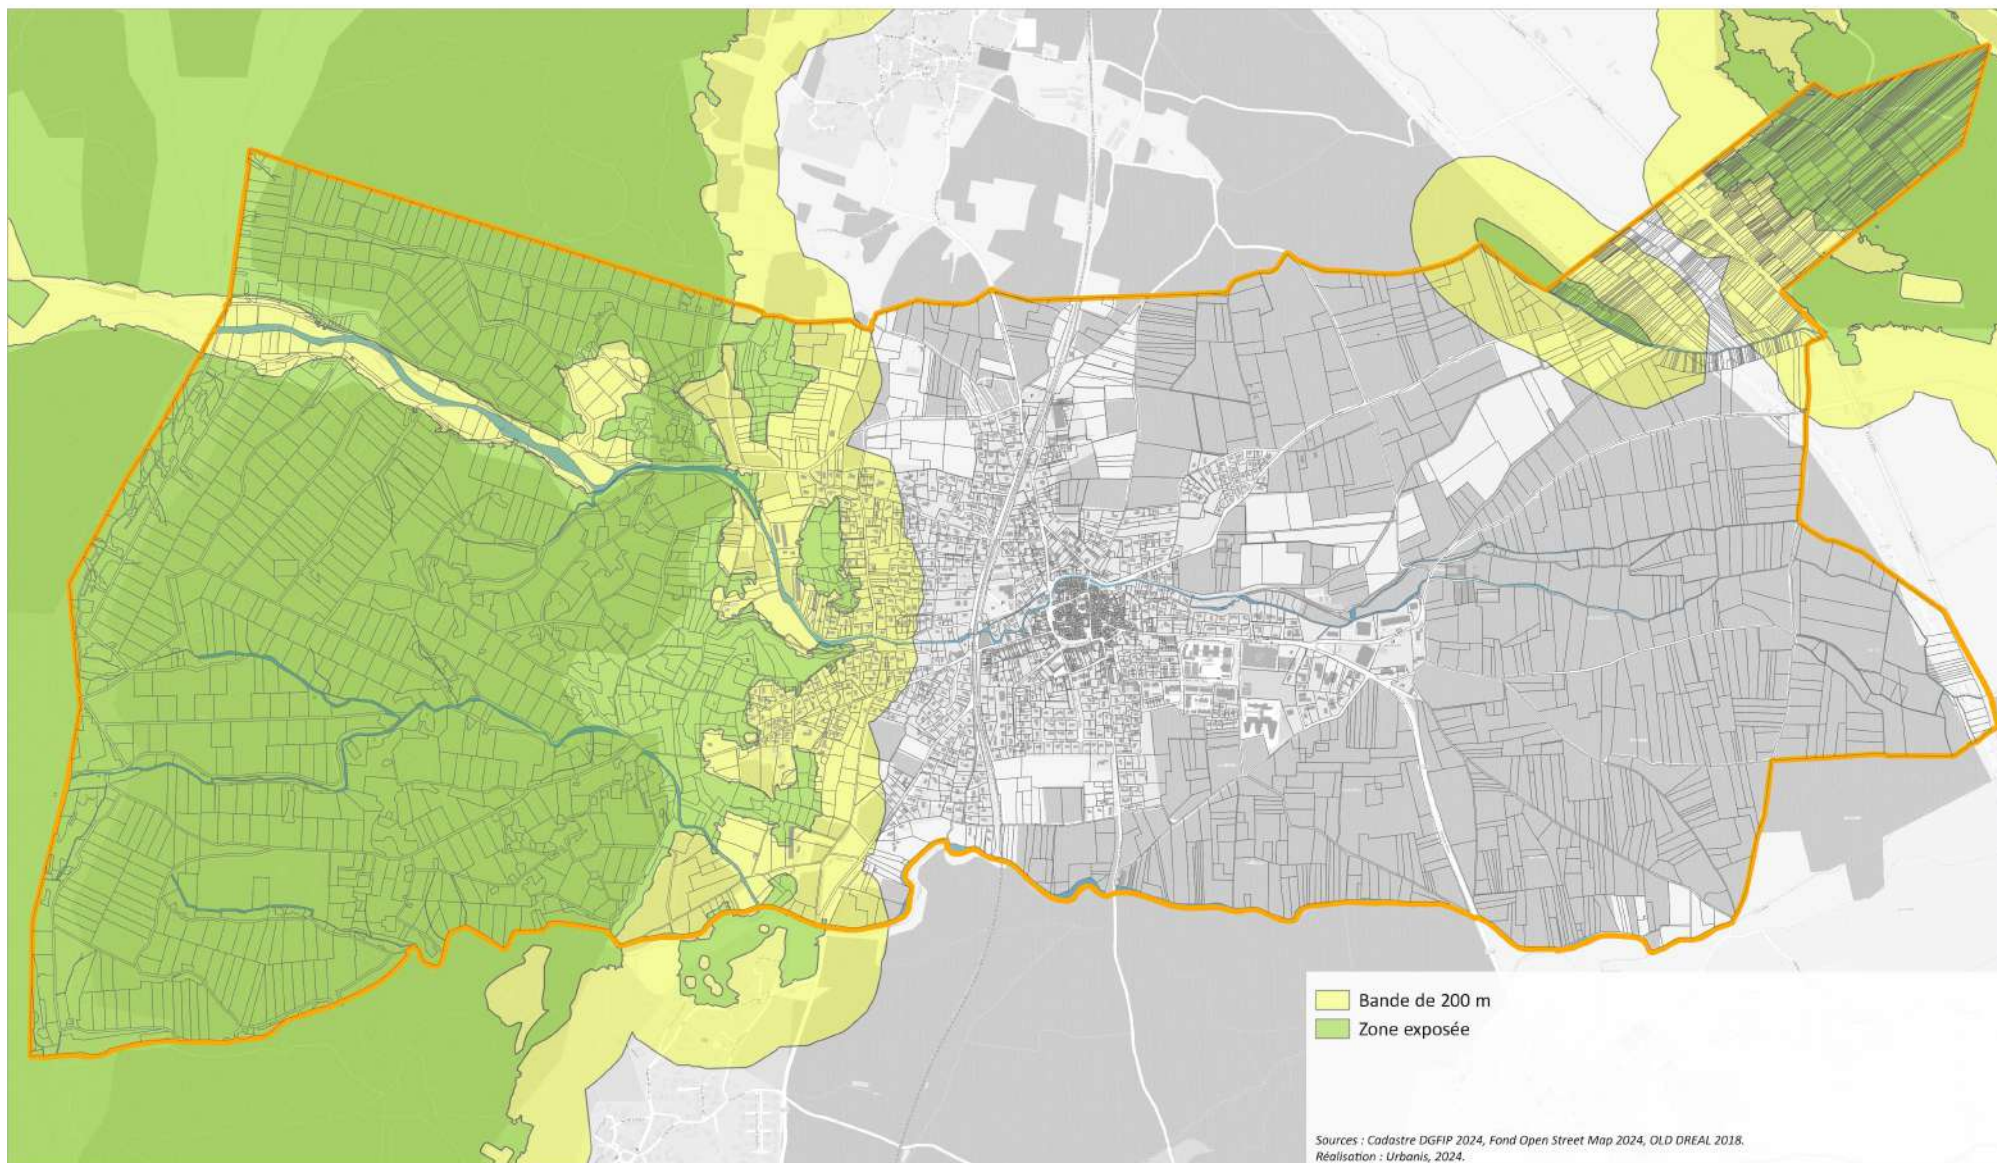 Bande de 200 m
Zone exposée
Sources : Cadastre DGFIP 2024, Fond Open Street Map 2024, OLD DREAL 2018.
Réalisation : Urbanis, 2024.